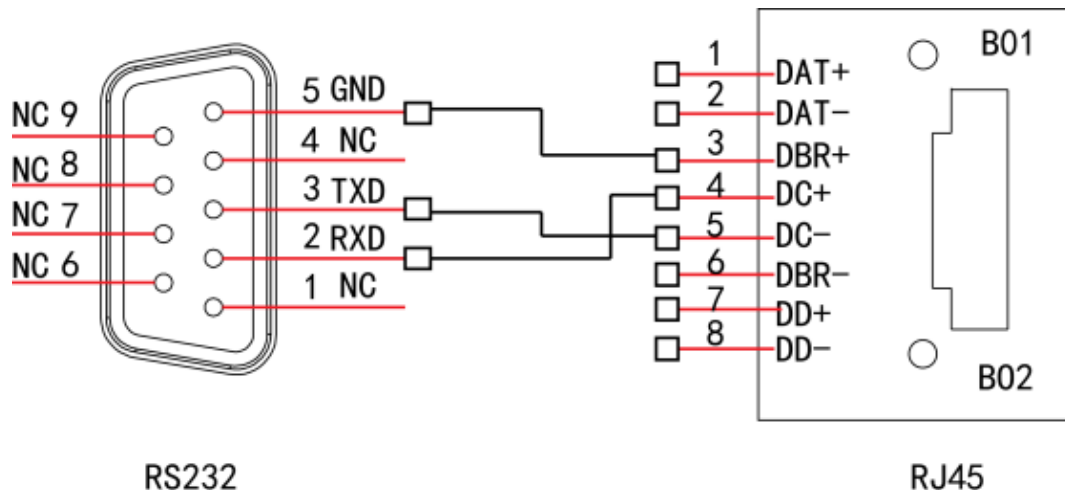 NC 9
NC 8
NC 7
NC 6
5 GND
4 NC
3 TXD
2 RXD
1 NC
1 DAT+
2 DAT-
3 DBR+
4 DC+
5 DC-
6 DBR-
7 DD+
8 DD-
B01
B02
RS232
RJ45